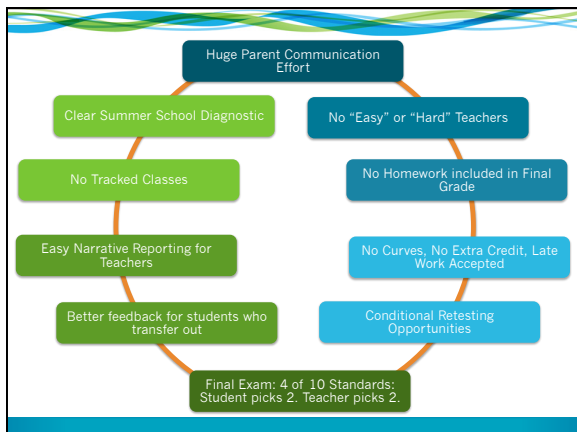 Huge Parent Communication
Effort
Clear Summer School Diagnostic
No “Easy” or “Hard” Teachers
No Tracked Classes
No Homework included in Final
Grade
Easy Narrative Reporting for
Teachers
No Curves, No Extra Credit, Late
Work Accepted
Better feedback for students who
transfer out
Conditional Retesting
Opportunities
Final Exam: 4 of 10 Standards:
Student picks 2. Teacher picks 2.